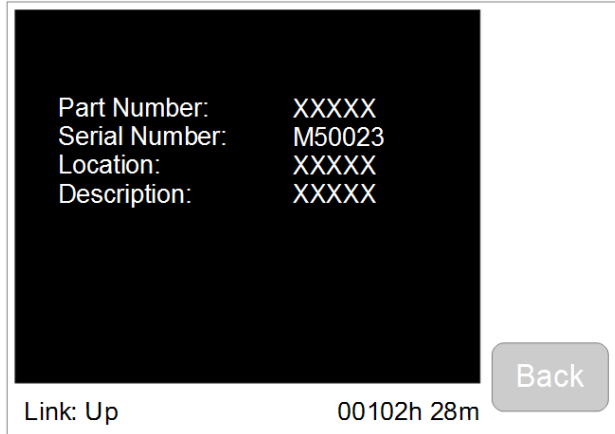 Part Number: XXXXX
Serial Number: M50023
Location: XXXXX
Description: XXXXX
Back
Link: Up 00102h 28m